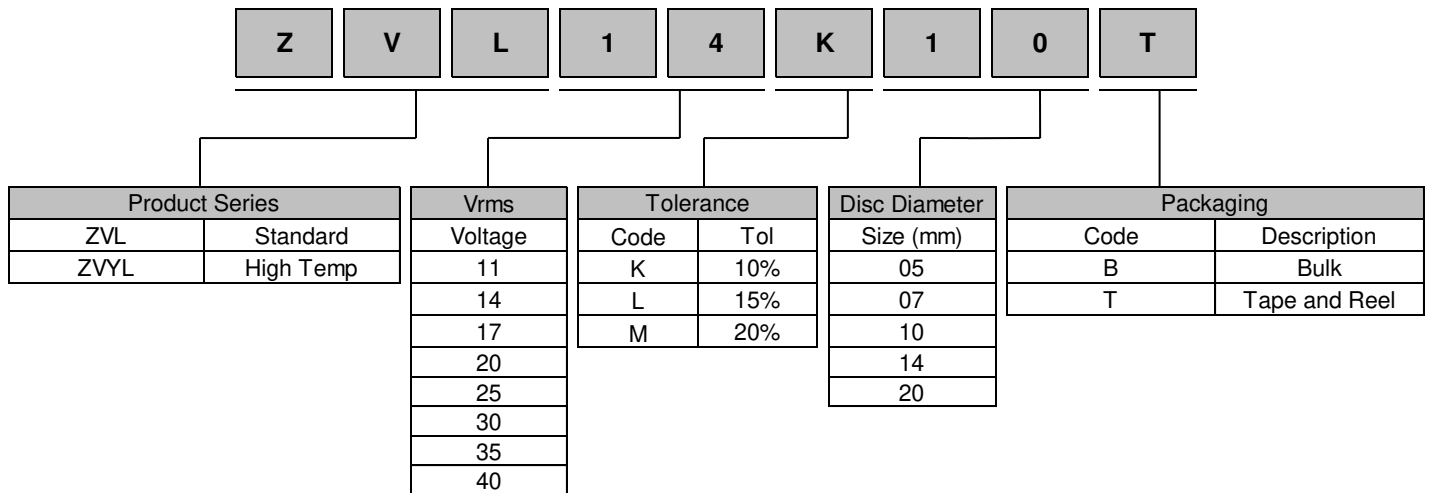 Z V L 1 4 K 1 0 T
Product Series Vrms Tolerance Disc Diameter Packaging
ZVL Standard Voltage Code Tol Size (mm) Code Description
ZVYL High Temp 11 K 10% 05 B Bulk
14 L 15% 07 T Tape and Reel
17 M 20% 10
20 14
25 20
30
35
40